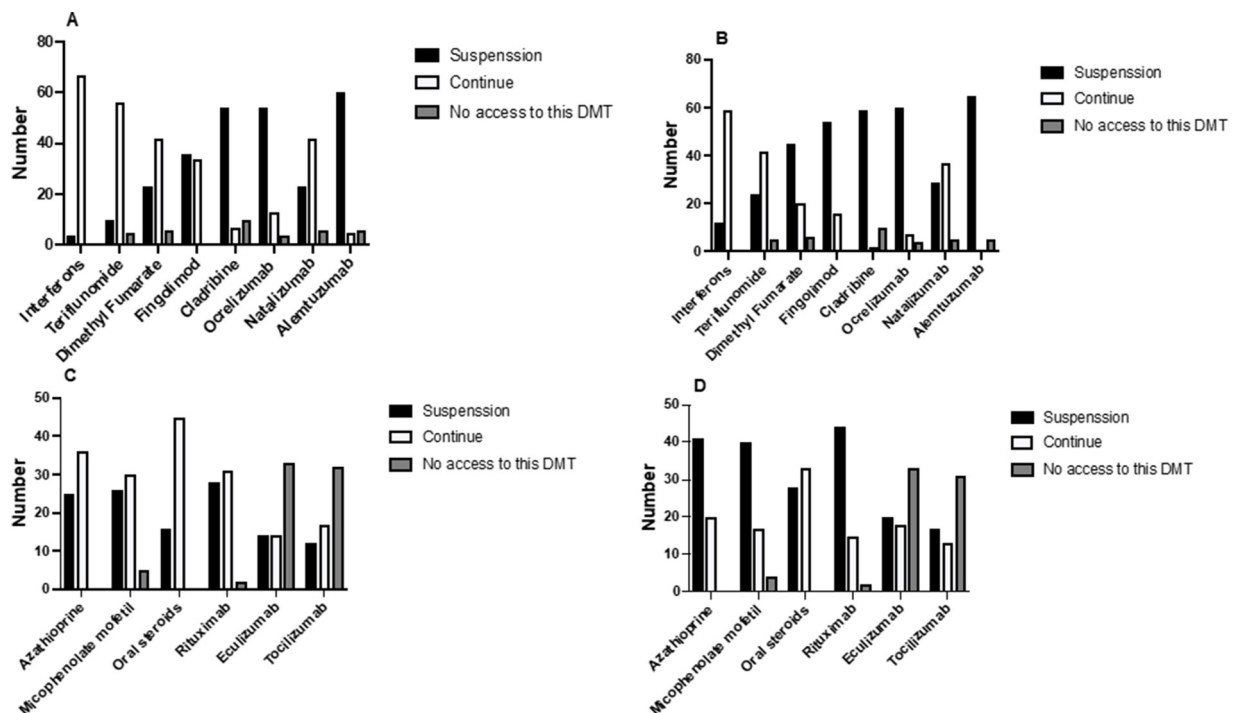 A
80
60
40
20
0
Number
Suspenssion
Continue
No access to this DMT
Interferons
Teriflunomide
Dimethyl Fumarate
Fingolimod
Cladribine
Ocrelizumab
Natalizumab
Alemtuzumab
B
80
60
40
20
0
Number
Suspenssion
Continue
No access to this DMT
Interferons
Teriflunomide
Dimethyl Fumarate
Fingolimod
Cladribine
Ocrelizumab
Natalizumab
Alemtuzumab
C
50
40
30
20
10
0
Number
Suspenssion
Continue
No access to this DMT
Azathioprine
Micophenolate mofetil
Oral steroids
Rituximab
Eculizumab
Tocilizumab
D
50
40
30
20
10
0
Number
Suspenssion
Continue
No access to this DMT
Azathioprine
Micophenolate mofetil
Oral steroids
Rituximab
Eculizumab
Tocilizumab